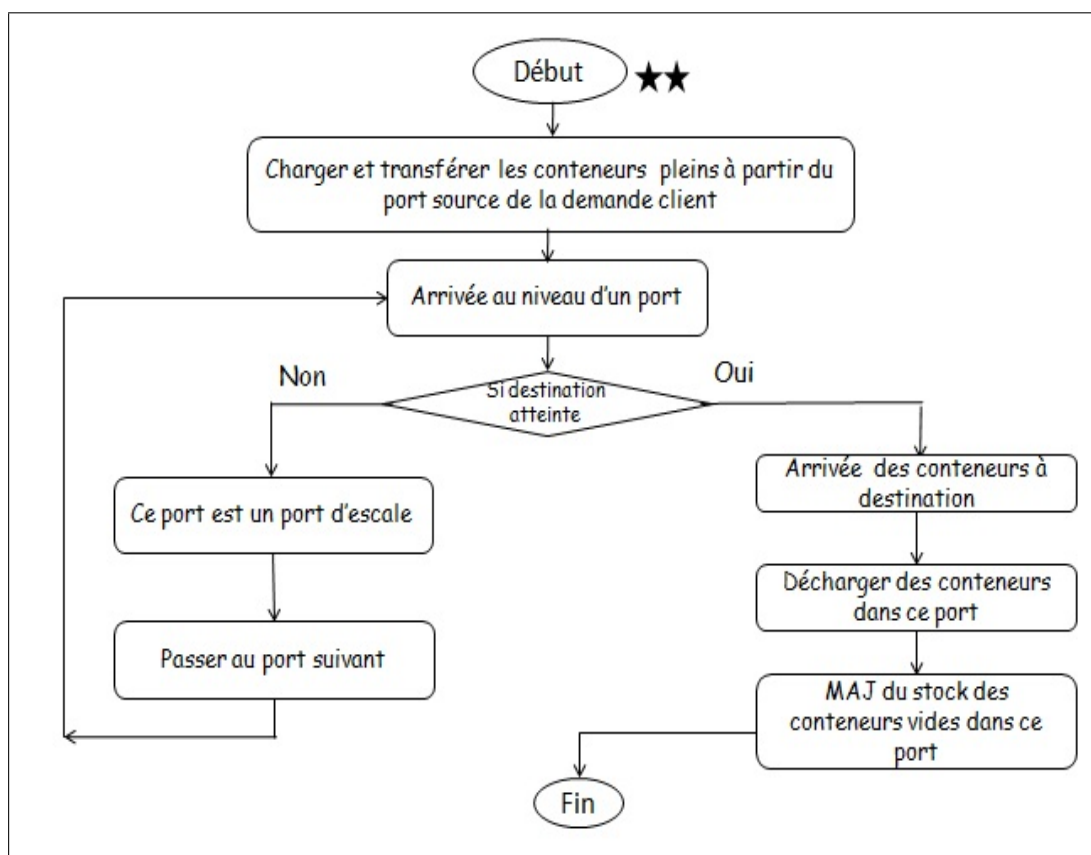 Début ★★
Charger et transférer les conteneurs pleins à partir du
port source de la demande client
Arrivée au niveau d'un port
Non
Oui
Si destination
atteinte
Ce port est un port d'escale
Passer au port suivant
Arrivée des conteneurs à
destination
Décharger des conteneurs
dans ce port
MAJ du stock des
conteneurs vides dans ce
port
Fin